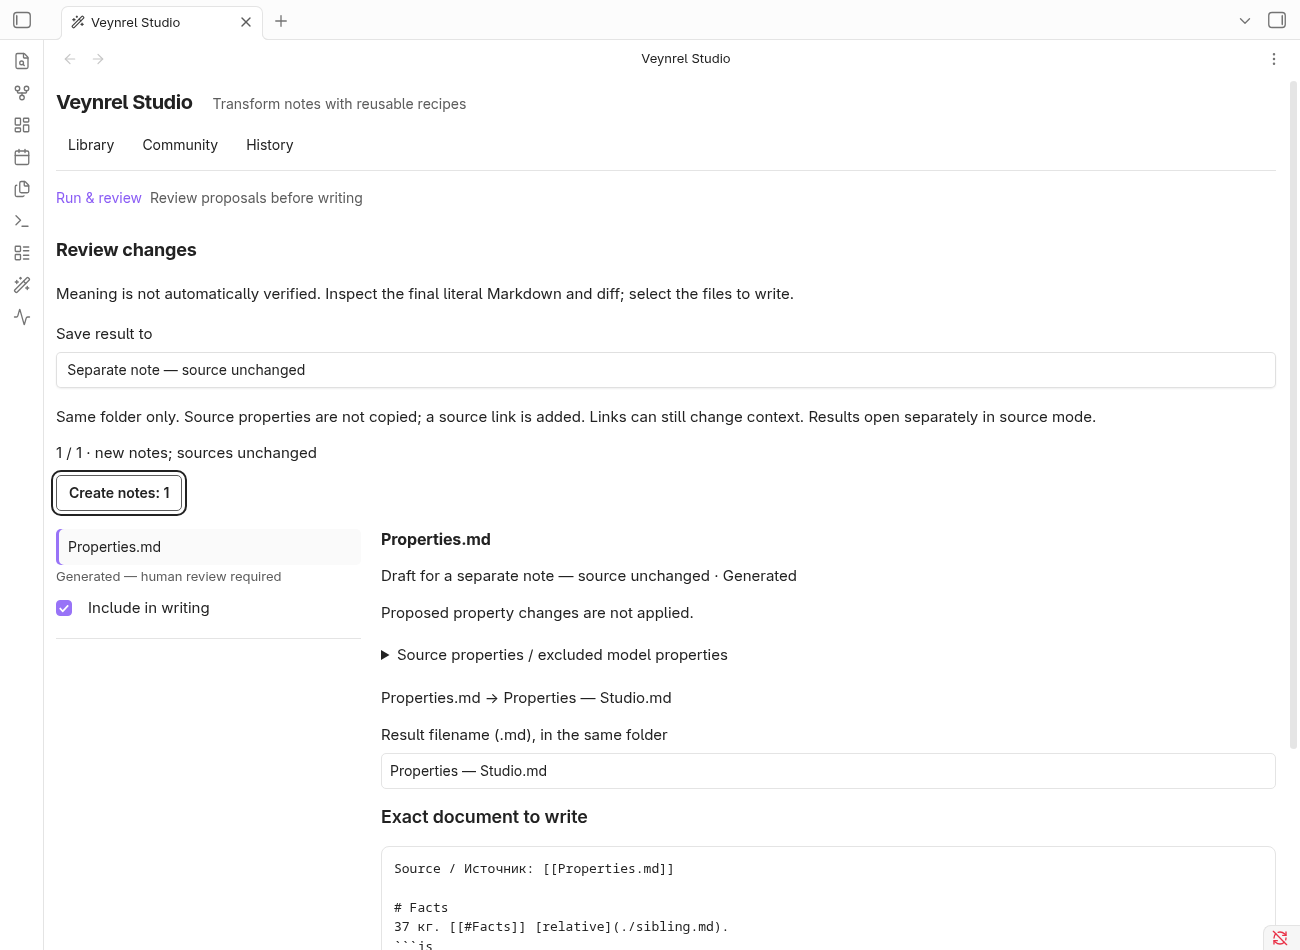 Veynrel Studio
Veynrel Studio
Veynrel Studio Transform notes with reusable recipes
Library Community History
Run & review Review proposals before writing
Review changes
Meaning is not automatically verified. Inspect the final literal Markdown and diff; select the files to write.
Save result to
Separate note — source unchanged
Same folder only. Source properties are not copied; a source link is added. Links can still change context. Results open separately in source mode.
1 / 1 · new notes; sources unchanged
Create notes: 1
Properties.md
Generated — human review required
Include in writing
Properties.md
Draft for a separate note — source unchanged · Generated
Proposed property changes are not applied.
Source properties / excluded model properties
Properties.md → Properties — Studio.md
Result filename (.md), in the same folder
Properties — Studio.md
Exact document to write
Source / Источник: [[Properties.md]]
# Facts
37 кг. [[#Facts]] [relative](./sibling.md).
```js